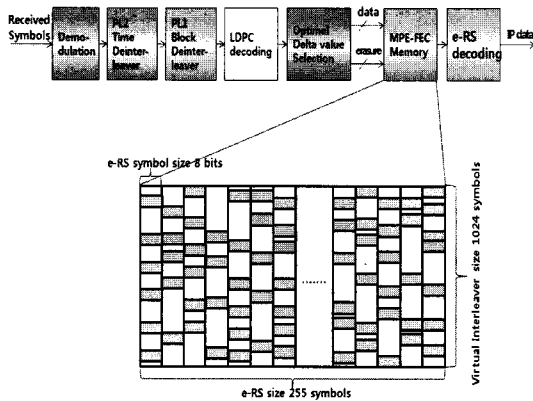 Received
Symbols
Demo-
dulation
PL1
Time
Deinter-
leaver
PL1
Block
Deinter-
leaver
LDPC
decoding
Optimal
Delta value
Selection
data
erasure
MPE-FEC
Memory
e-RS
decoding
IP data
e-RS symbol size 8 bits
.......
Virtual Interleaver size 1024 symbols
e-RS size 255 symbols